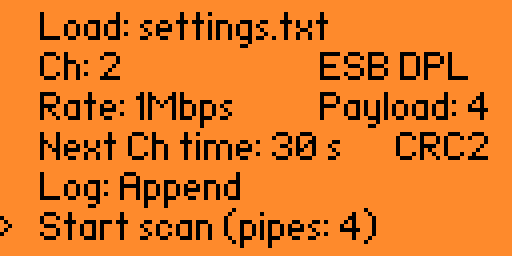 Load: settings.txt
Ch: 2 ESB DPL
Rate: 1Mbps Payload: 4
Next Ch time: 30 s CRC2
Log: Append
Start scan (pipes: 4)